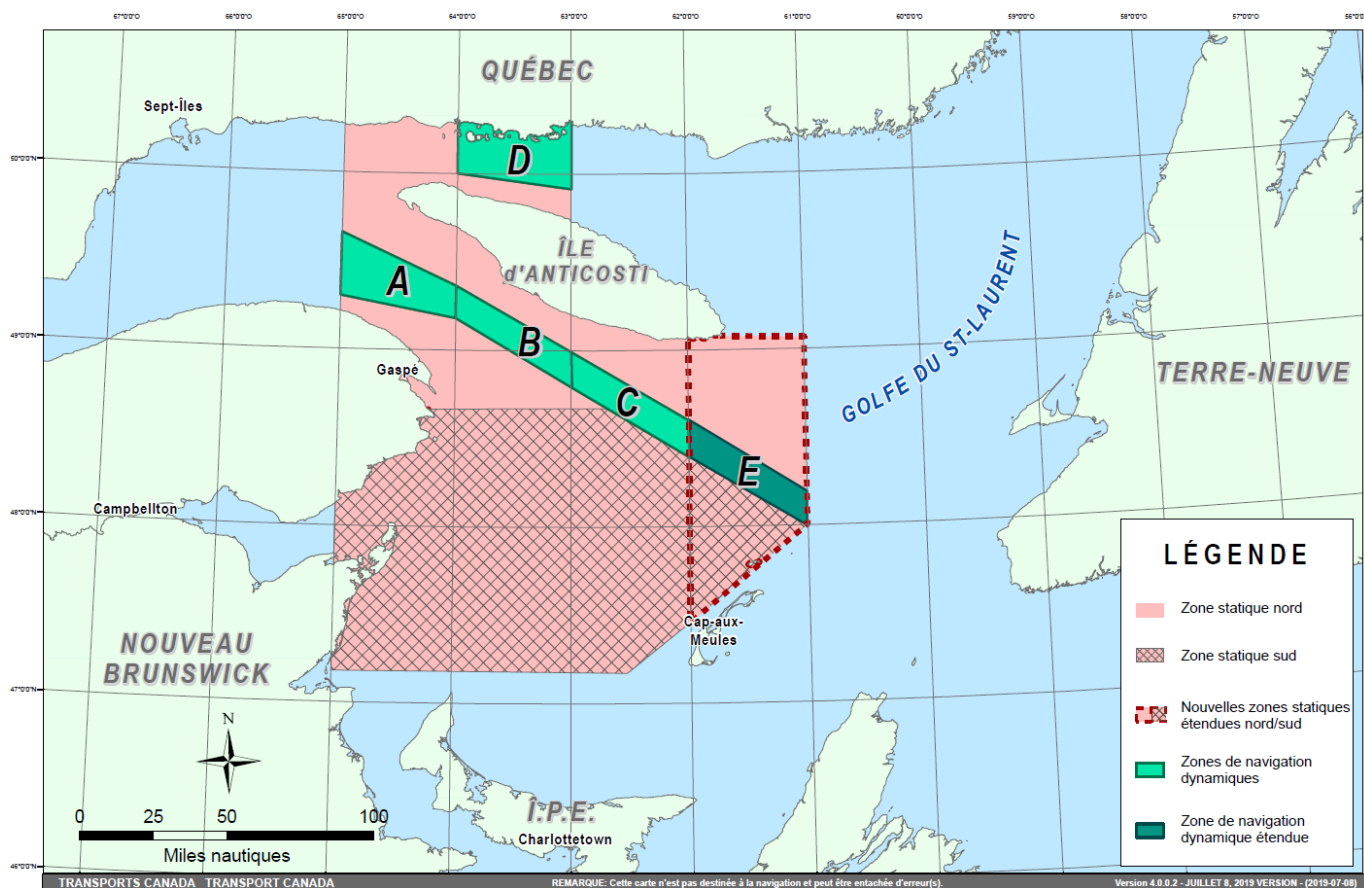 67°0'0"W 66°0'0"W 65°0'0"W 64°0'0"W 63°0'0"W 62°0'0"W 61°0'0"W 60°0'0"W 59°0'0"W 58°0'0"W 57°0'0"W 56°0'0"W
QUÉBEC
Sept-Îles
50°0'0"N
D
ÎLE
d'ANTICOSTI
A
GOLFE DU ST-LAURENT
49°0'0"N
B
Gaspé
TERRE-NEUVE
C
E
48°0'0"N
Campbellton
LÉGENDE
Zone statique nord
Zone statique sud
Nouvelles zones statiques
étendues nord/sud
Zones de navigation
dynamiques
Zone de navigation
dynamique étendue
Cap-aux-
Meules
NOUVEAU
BRUNSWICK
47°0'0"N
N
0 25 50 100
Miles nautiques
Î.P.E.
Charlottetown
46°0'0"N
TRANSPORTS CANADA TRANSPORT CANADA
REMARQUE: Cette carte n'est pas destinée à la navigation et peut être entachée d'erreur(s).
Version 4.0.0.2 - JUILLET 8, 2019 VERSION - (2019-07-08)